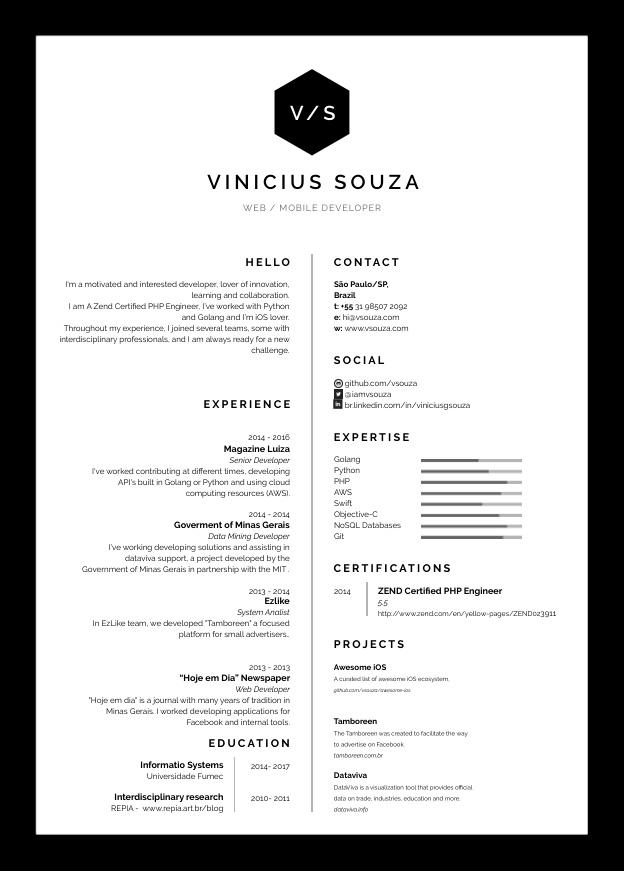 V/S
VINICIUS SOUZA
WEB / MOBILE DEVELOPER
HELLO
I'm a motivated and interested developer, lover of innovation,
learning and collaboration.
I am A Zend Certified PHP Engineer, I've worked with Python
and Golang and I'm iOS lover.
Throughout my experience, I joined several teams, some with
interdisciplinary professionals, and I am always ready for a new
challenge.
EXPERIENCE
2014 - 2016
Magazine Luiza
Senior Developer
I've worked contributing at different times, developing
API's built in Golang or Python and using cloud
computing resources (AWS).
2014 - 2014
Goverment of Minas Gerais
Data Mining Developer
I've working developing solutions and assisting in
dataviva support, a project developed by the
Government of Minas Gerais in partnership with the MIT .
2013 - 2014
Ezlike
System Analist
In EzLike team, we developed "Tamboreen" a focused
platform for small advertisers..
2013 - 2013
"Hoje em Dia" Newspaper
Web Developer
"Hoje em dia" is a journal with many years of tradition in
Minas Gerais. I worked developing applications for
Facebook and internal tools.
EDUCATION
Informatio Systems
Universidade Fumec
2014- 2017
Interdisciplinary research
REPIA - www.repia.art.br/blog
2010- 2011
CONTACT
São Paulo/SP,
Brazil
t: +55 31 98507 2092
e: hi@vsouza.com
w: www.vsouza.com
SOCIAL
github.com/vsouza
@iamvsouza
in br.linkedin.com/in/viniciusgsouza
EXPERTISE
Golang
Python
PHP
AWS
Swift
Objective-C
NoSQL Databases
Git
CERTIFICATIONS
2014
ZEND Certified PHP Engineer
5.5
http://www.zend.com/en/yellow-pages/ZEND023911
PROJECTS
Awesome iOS
A curated list of awesome iOS ecosystem,
github.com/vsouza/awesome-ios
Tamboreen
The Tamboreen was created to facilitate the way
to advertise on Facebook
tamboreen.com.br
Dataviva
DataViva is a visualization tool that provides official
data on trade, industries, education and more.
dataviva.info